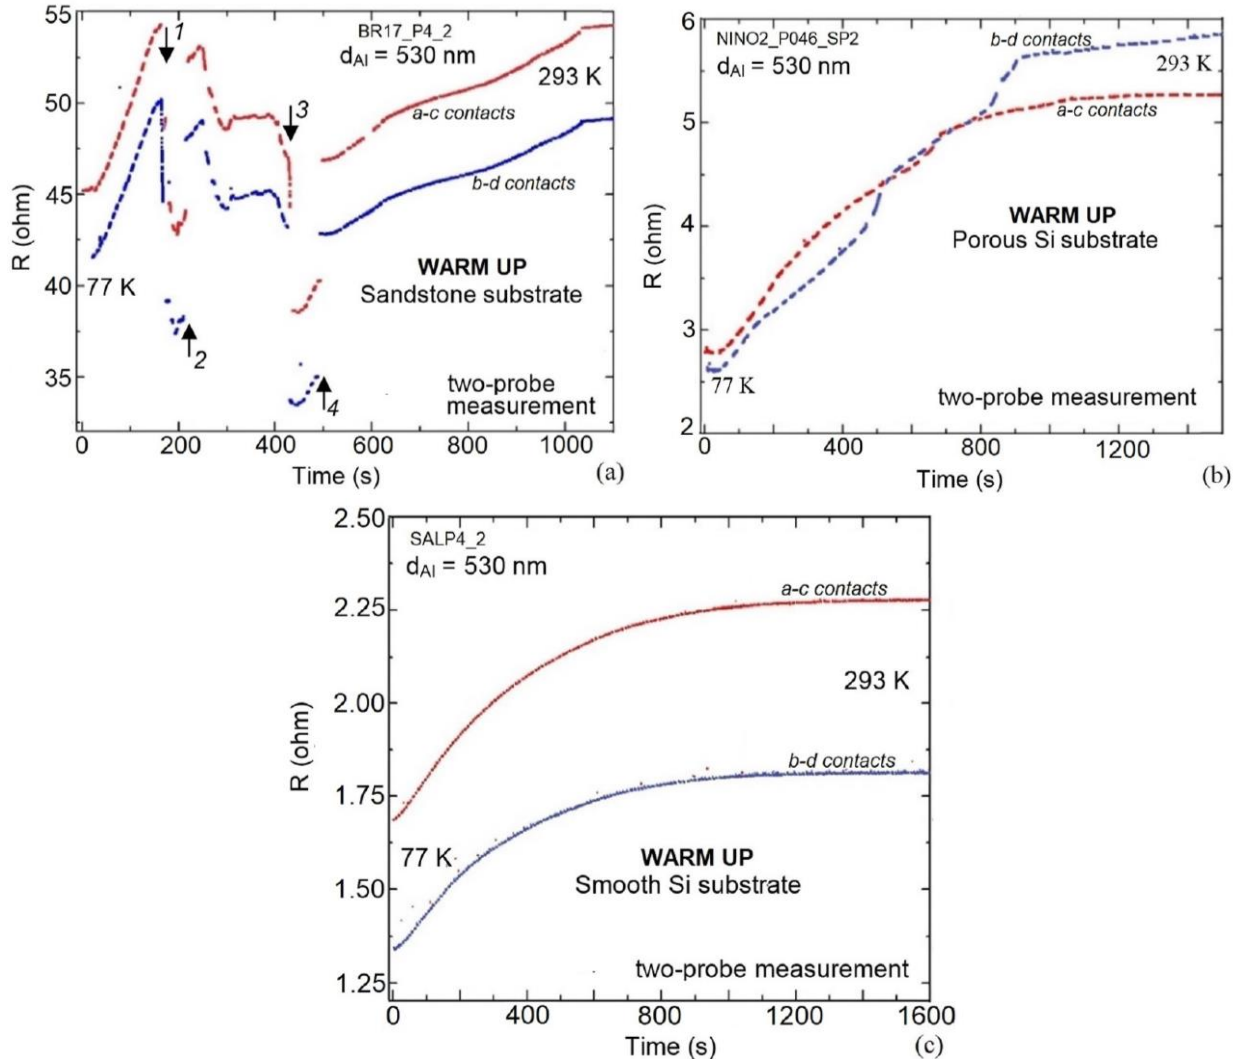 55
50
45
40
35
R (ohm)
BR17_P4_2
d_Al = 530 nm
1
293 K
3
a-c contacts
b-d contacts
77 K
WARM UP
Sandstone substrate
2
4
two-probe
measurement
0 200 400 600 800 1000
Time (s)
(a)
6
5
4
3
2
R (ohm)
NINO2_P046_SP2
d_Al = 530 nm
b-d contacts
293 K
a-c contacts
WARM UP
Porous Si substrate
77 K
two-probe measurement
0 400 800 1200
Time (s)
(b)
2.50
2.25
2.00
1.75
1.50
1.25
R (ohm)
SALP4_2
d_Al = 530 nm
a-c contacts
293 K
b-d contacts
77 K
WARM UP
Smooth Si substrate
two-probe measurement
0 400 800 1200 1600
Time (s)
(c)